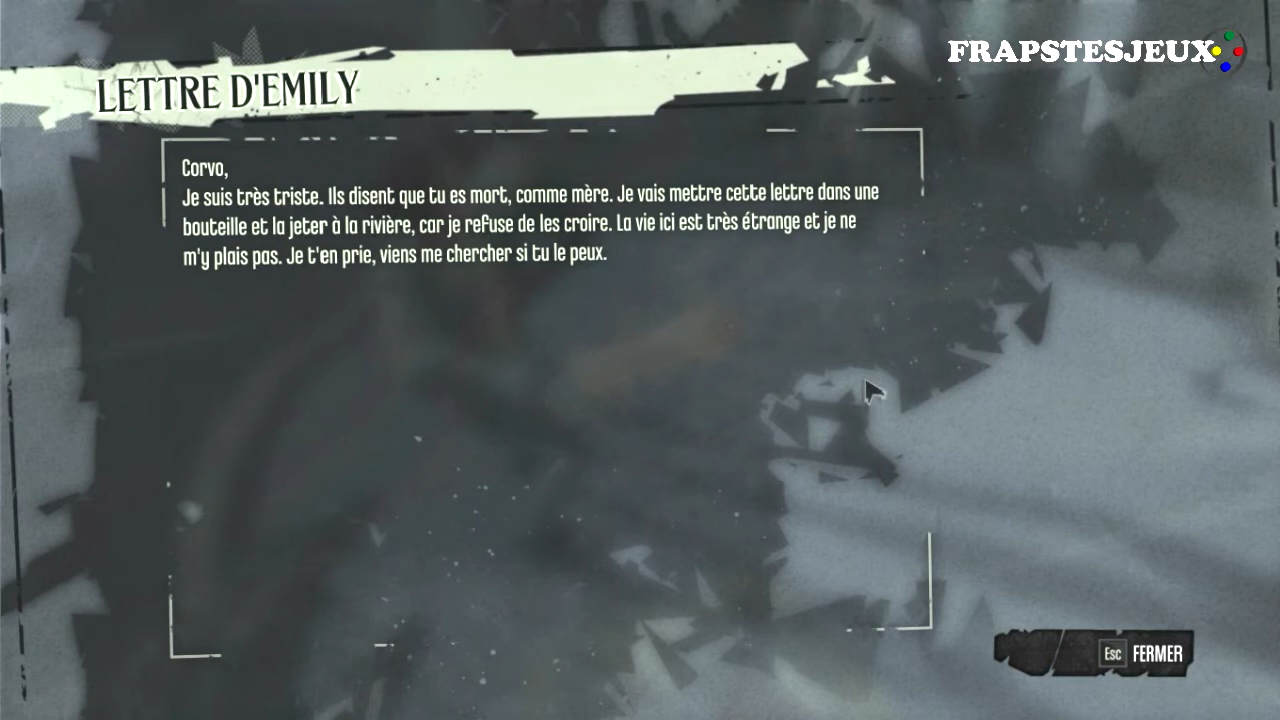 FRAPSTESJEUX
LETTRE D'EMILY
Corvo,
Je suis très triste. Ils disent que tu es mort, comme mère. Je vais mettre cette lettre dans une
bouteille et la jeter à la rivière, car je refuse de les croire. La vie ici est très étrange et je ne
m'y plais pas. Je t'en prie, viens me chercher si tu le peux.
Esc FERMER